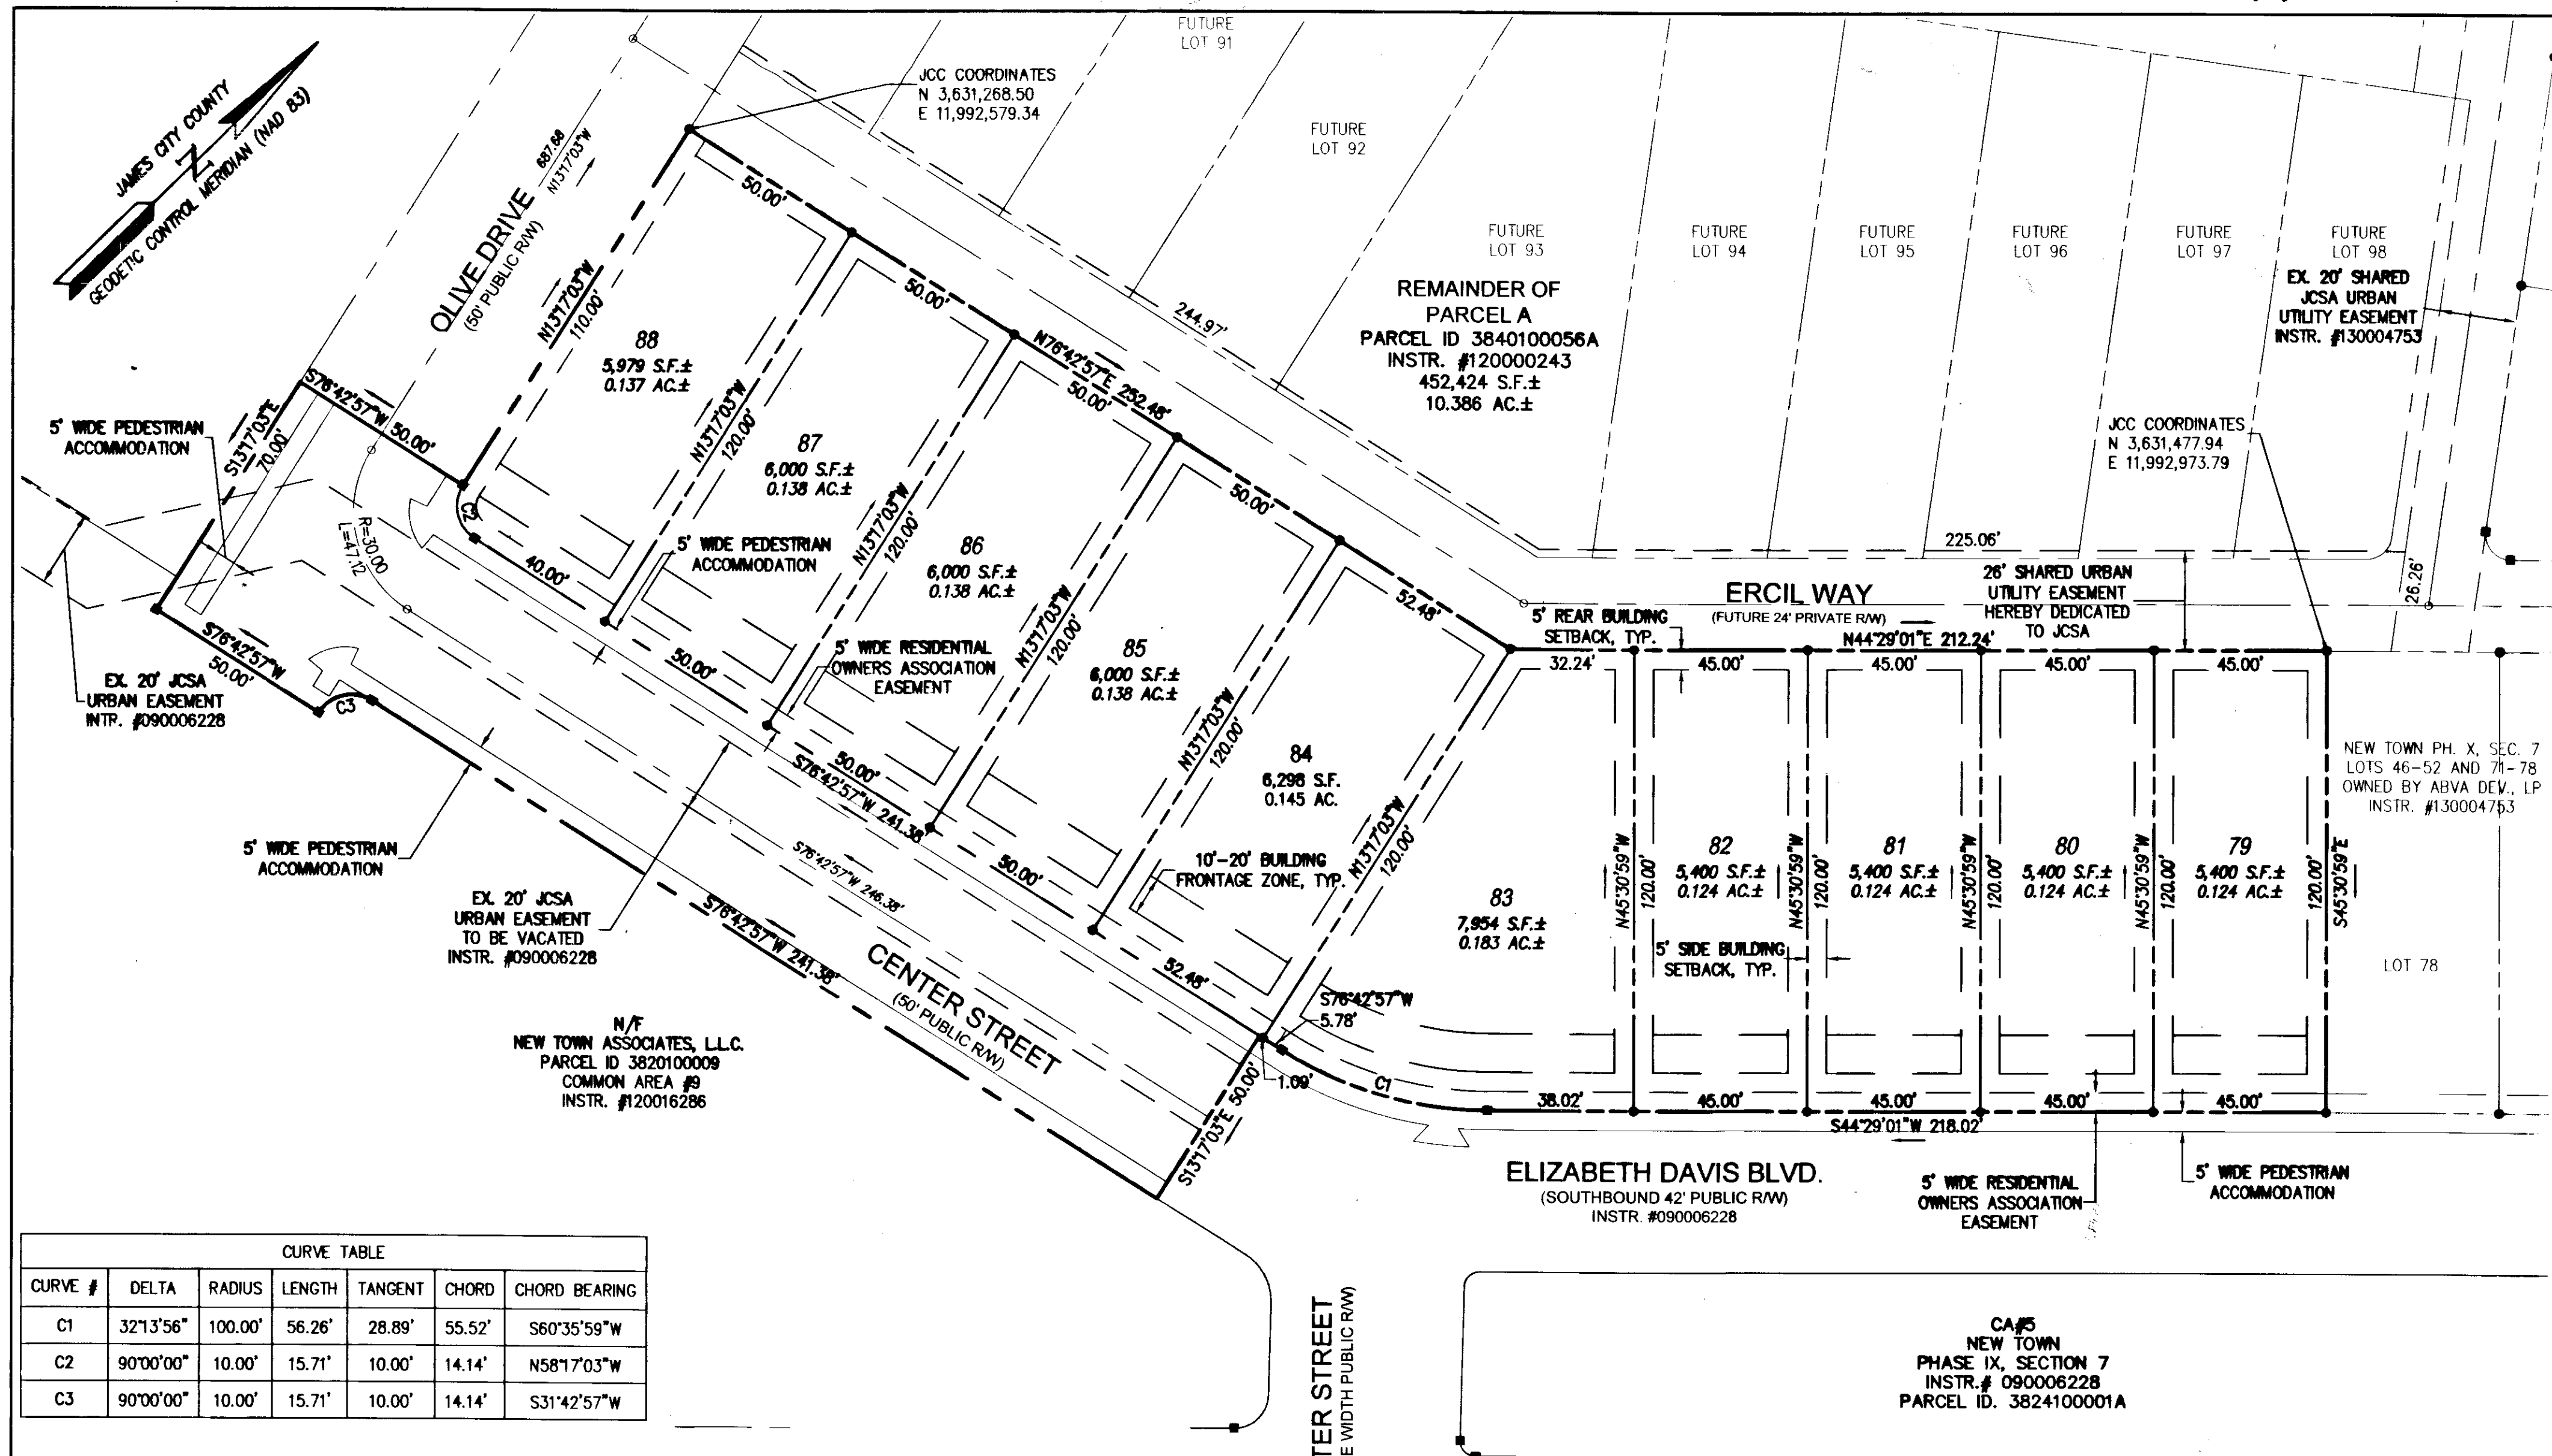 FUTURE
LOT 91
JCC COORDINATES
N 3,631,268.50
E 11,992,579.34
JAMES CITY COUNTY
N
GEODETIC CONTROL MERIDIAN (NAD 83)
687.68
N13°17'03"W
OLIVE DRIVE
(50' PUBLIC R/W)
FUTURE
LOT 92
FUTURE
LOT 93
FUTURE
LOT 94
FUTURE
LOT 95
FUTURE
LOT 96
FUTURE
LOT 97
FUTURE
LOT 98
EX. 20' SHARED
JCSA URBAN
UTILITY EASEMENT
INSTR. #130004753
REMAINDER OF
PARCEL A
PARCEL ID 3840100056A
INSTR. #120000243
452,424 S.F.±
10.386 AC.±
244.97'
JCC COORDINATES
N 3,631,477.94
E 11,992,973.79
50.00'
50.00'
N76°42'57"E 252.48'
50.00'
50.00'
52.48'
N13°17'03"W
110.00'
88
5,979 S.F.±
0.137 AC.±
N13°17'03"W
120.00'
87
6,000 S.F.±
0.138 AC.±
N13°17'03"W
120.00'
86
6,000 S.F.±
0.138 AC.±
N13°17'03"W
120.00'
85
6,000 S.F.±
0.138 AC.±
N13°17'03"W
120.00'
84
6,298 S.F.
0.145 AC.
N13°17'03"W
120.00'
5' WIDE PEDESTRIAN
ACCOMMODATION
S13°17'03"E
70.00'
S76°42'57"W 50.00'
R=30.00
L=47.12
C2
40.00'
5' WIDE PEDESTRIAN
ACCOMMODATION
5' WIDE RESIDENTIAL
OWNERS ASSOCIATION
EASEMENT
50.00'
50.00'
S76°42'57"W 241.38'
50.00'
52.48'
10'-20' BUILDING
FRONTAGE ZONE, TYP.
S76°42'57"W
50.00'
C3
EX. 20' JCSA
URBAN EASEMENT
INTR. #090006228
5' WIDE PEDESTRIAN
ACCOMMODATION
EX. 20' JCSA
URBAN EASEMENT
TO BE VACATED
INSTR. #090006228
S76°42'57"W 246.38'
S76°42'57"W 241.38'
CENTER STREET
(50' PUBLIC R/W)
N/F
NEW TOWN ASSOCIATES, L.L.C.
PARCEL ID 3820100009
COMMON AREA #9
INSTR. #120016286
225.06'
26.26'
ERCIL WAY
(FUTURE 24' PRIVATE R/W)
26' SHARED URBAN
UTILITY EASEMENT
HEREBY DEDICATED
TO JCSA
5' REAR BUILDING
SETBACK, TYP.
N44°29'01"E 212.24'
32.24'
45.00'
45.00'
45.00'
45.00'
83
7,954 S.F.±
0.183 AC.±
N45°30'59"W
120.00'
82
5,400 S.F.±
0.124 AC.±
N45°30'59"W
120.00'
81
5,400 S.F.±
0.124 AC.±
N45°30'59"W
120.00'
80
5,400 S.F.±
0.124 AC.±
N45°30'59"W
120.00'
79
5,400 S.F.±
0.124 AC.±
120.00'
S45°30'59"E
NEW TOWN PH. X, SEC. 7
LOTS 46-52 AND 71-78
OWNED BY ABVA DEV., LP
INSTR. #130004753
LOT 78
5' SIDE BUILDING
SETBACK, TYP.
S76°42'57"W
5.78'
1.09'
C1
S13°17'03"E 50.00'
38.02'
45.00'
45.00'
45.00'
45.00'
S44°29'01"W 218.02'
ELIZABETH DAVIS BLVD.
(SOUTHBOUND 42' PUBLIC R/W)
INSTR. #090006228
5' WIDE RESIDENTIAL
OWNERS ASSOCIATION
EASEMENT
5' WIDE PEDESTRIAN
ACCOMMODATION
CURVE TABLE
CURVE # DELTA RADIUS LENGTH TANGENT CHORD CHORD BEARING
C1 32°13'56" 100.00' 56.26' 28.89' 55.52' S60°35'59"W
C2 90°00'00" 10.00' 15.71' 10.00' 14.14' N58°17'03"W
C3 90°00'00" 10.00' 15.71' 10.00' 14.14' S31°42'57"W
TER STREET
E WIDTH PUBLIC R/W)
CA#5
NEW TOWN
PHASE IX, SECTION 7
INSTR.# 090006228
PARCEL ID. 3824100001A